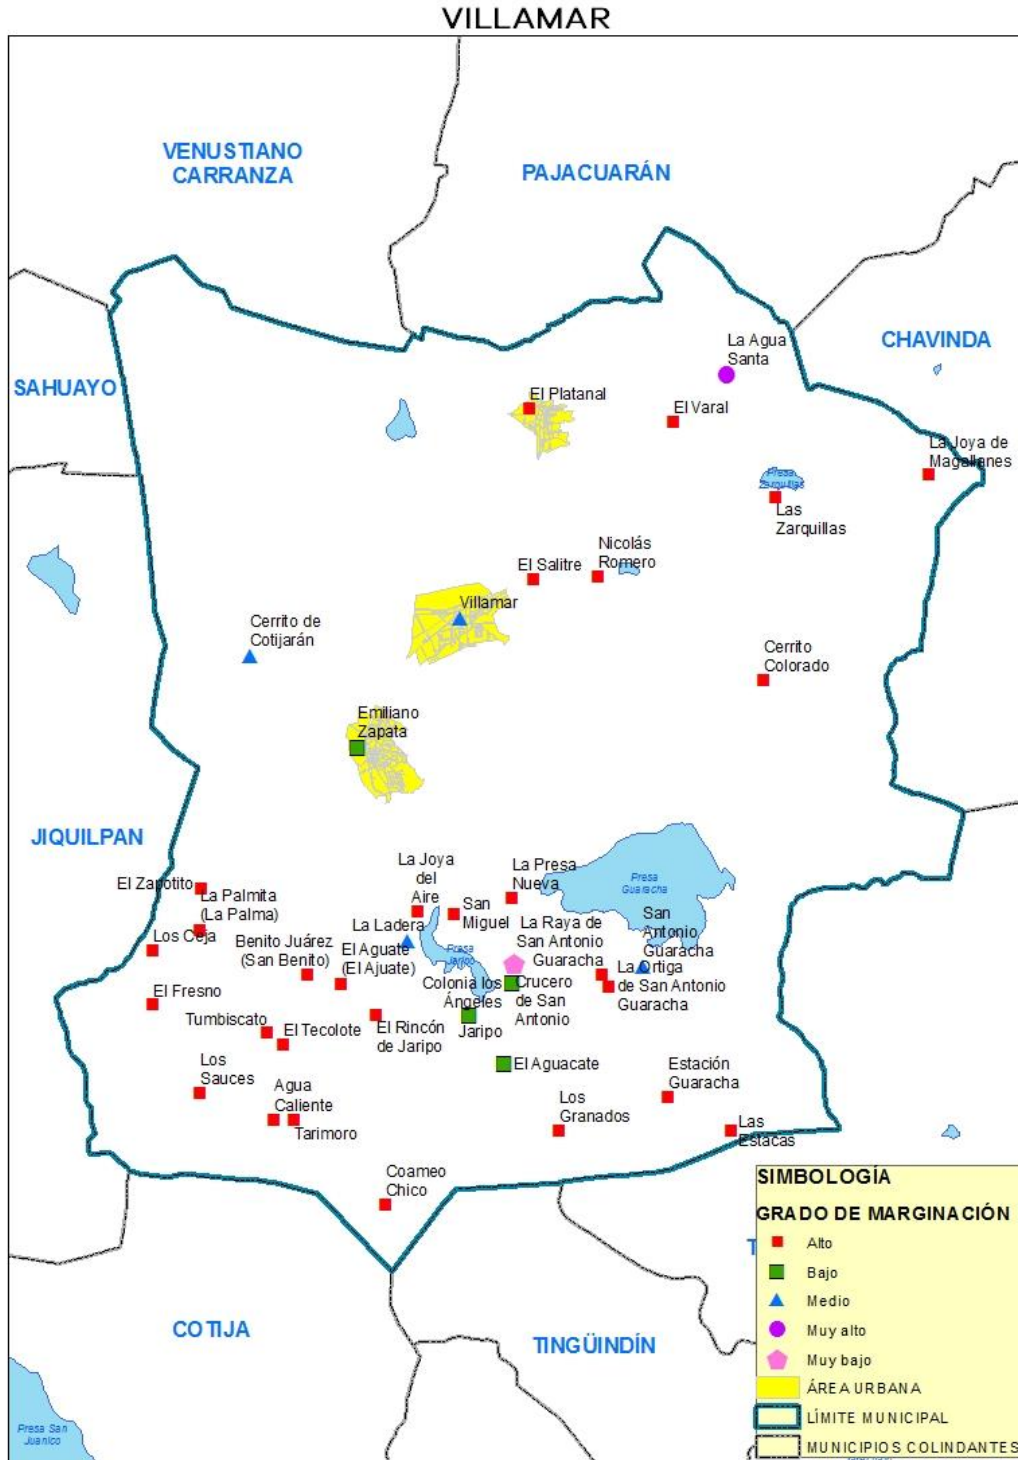 VILLAMAR
VENUSTIANO
CARRANZA
PAJACUARÁN
CHAVINDA
SAHUAYO
La Agua
Santa
El Platanal
El Varal
La Joya de
Magallanes
Presa
Zarquillas
Las
Zarquillas
Nicolás
Romero
El Salitre
Villamar
Cerrito de
Cotijarán
Cerrito
Colorado
Emiliano
Zapata
JIQUILPAN
El Zapotito
La Palmita
(La Palma)
Los Ceja
La Joya
del
Aire
La Presa
Nueva
Presa
Guaracha
San
Miguel
La Ladera
Benito Juárez
(San Benito)
El Aguate
(El Ajuate)
Presa
Jaripo
La Raya de
San Antonio
Guaracha
San
Antonio
Guaracha
La Ortiga
de San Antonio
Guaracha
Colonia los
Ángeles
Crucero
de San
Antonio
El Fresno
Tumbiscato
El Tecolote
El Rincón
de Jaripo
Jaripo
El Aguacate
Los
Sauces
Agua
Caliente
Tarimoro
Estación
Guaracha
Los
Granados
Las
Estacas
Coameo
Chico
COTIJA
TINGÜINDÍN
T
Presa San
Juanico
SIMBOLOGÍA
GRADO DE MARGINACIÓN
Alto
Bajo
Medio
Muy alto
Muy bajo
ÁREA URBANA
LÍMITE MUNICIPAL
MUNICIPIOS COLINDANTES